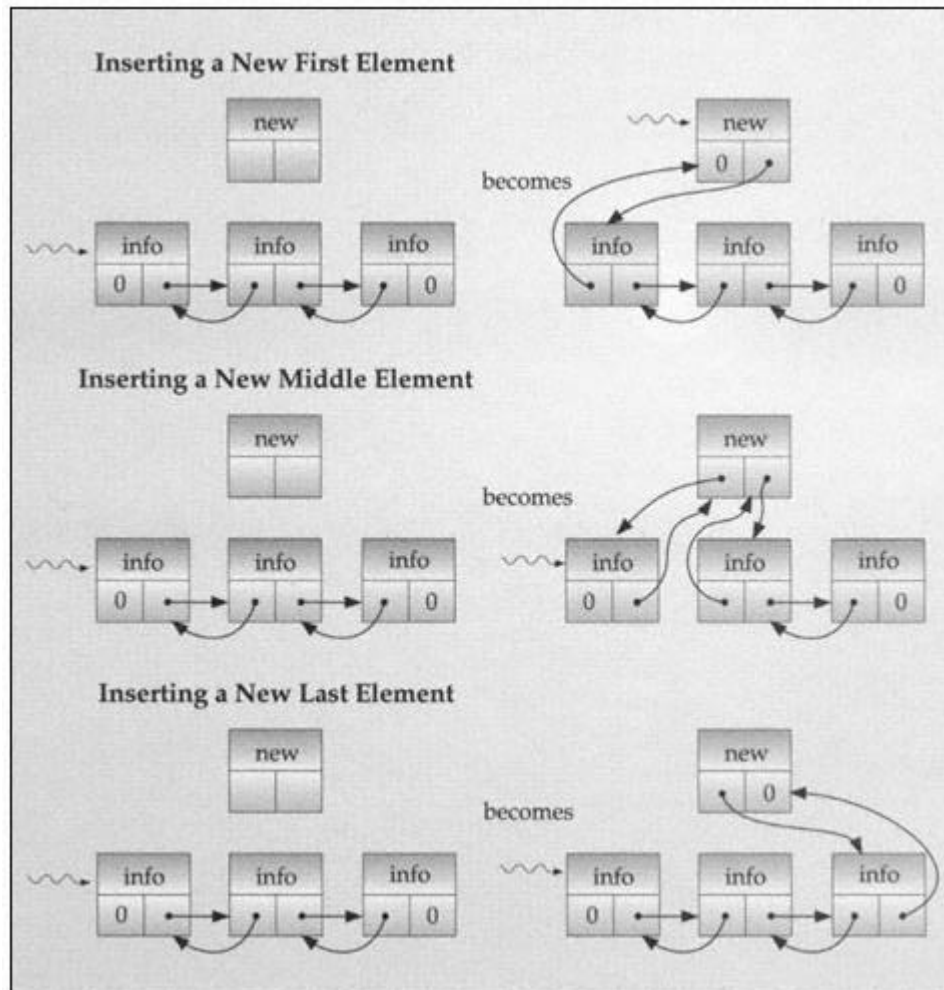 Inserting a New First Element
new
new
0
becomes
info info info
0 0
info info info
0
Inserting a New Middle Element
new
new
becomes
info info info
0 0
info info info
0 0
Inserting a New Last Element
new
new
0
becomes
info info info
0 0
info info info
0